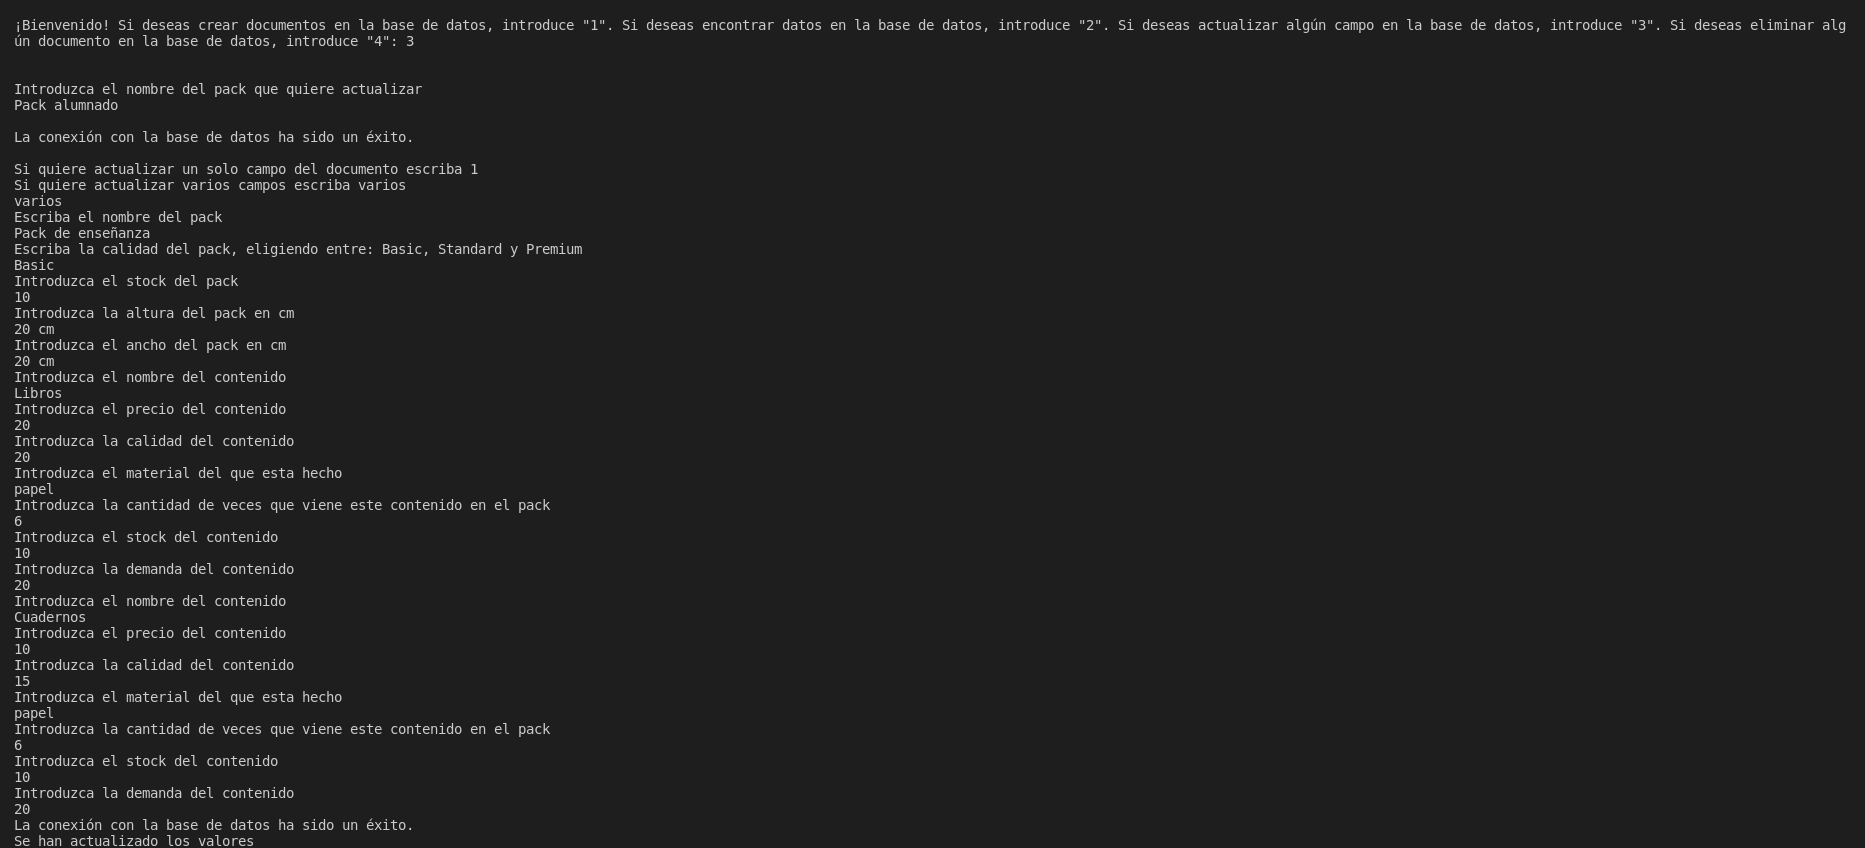 ¡Bienvenido! Si deseas crear documentos en la base de datos, introduce "1". Si deseas encontrar datos en la base de datos, introduce "2". Si deseas actualizar algún campo en la base de datos, introduce "3". Si deseas eliminar alg
ún documento en la base de datos, introduce "4": 3
Introduzca el nombre del pack que quiere actualizar
Pack alumnado
La conexión con la base de datos ha sido un éxito.
Si quiere actualizar un solo campo del documento escriba 1
Si quiere actualizar varios campos escriba varios
varios
Escriba el nombre del pack
Pack de enseñanza
Escriba la calidad del pack, eligiendo entre: Basic, Standard y Premium
Basic
Introduzca el stock del pack
10
Introduzca la altura del pack en cm
20 cm
Introduzca el ancho del pack en cm
20 cm
Introduzca el nombre del contenido
Libros
Introduzca el precio del contenido
20
Introduzca la calidad del contenido
20
Introduzca el material del que esta hecho
papel
Introduzca la cantidad de veces que viene este contenido en el pack
6
Introduzca el stock del contenido
10
Introduzca la demanda del contenido
20
Introduzca el nombre del contenido
Cuadernos
Introduzca el precio del contenido
10
Introduzca la calidad del contenido
15
Introduzca el material del que esta hecho
papel
Introduzca la cantidad de veces que viene este contenido en el pack
6
Introduzca el stock del contenido
10
Introduzca la demanda del contenido
20
La conexión con la base de datos ha sido un éxito.
Se han actualizado los valores